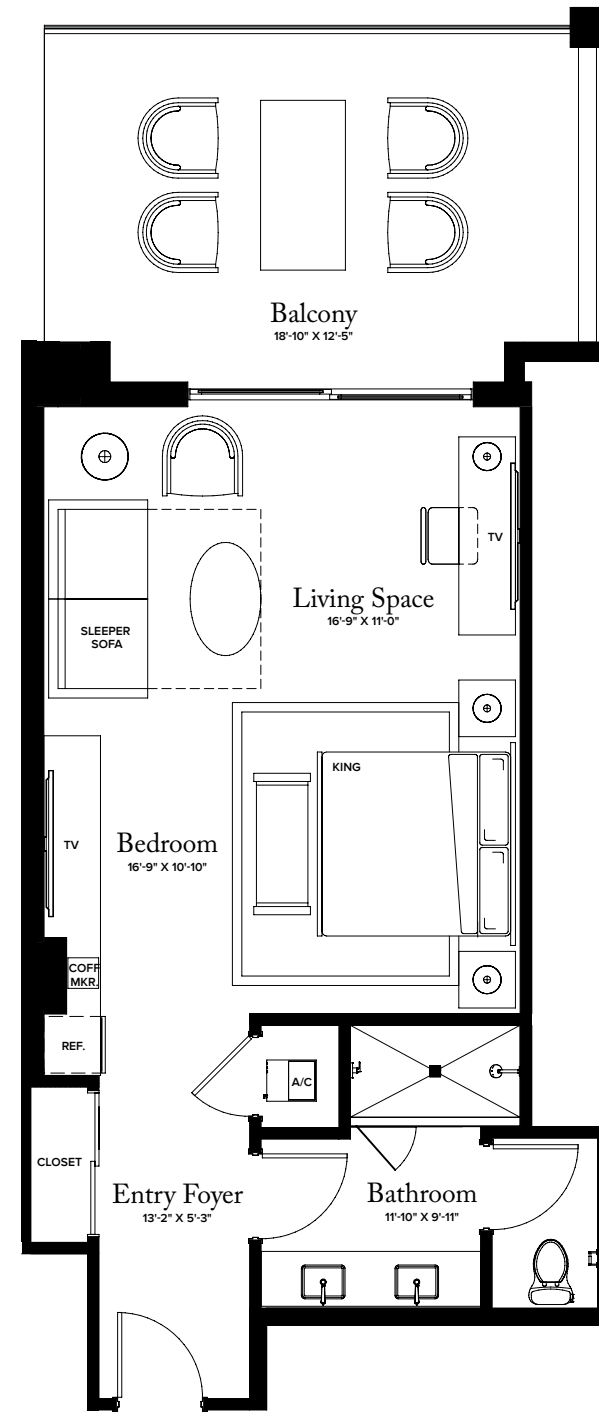 Balcony
18'-10" X 12'-5"
TV
Living Space
16'-9" X 11'-0"
SLEEPER
SOFA
KING
TV
Bedroom
16'-9" X 10'-10"
COFF
MKR.
REF.
A/C
CLOSET
Entry Foyer
13'-2" X 5'-3"
Bathroom
11'-10" X 9'-11"